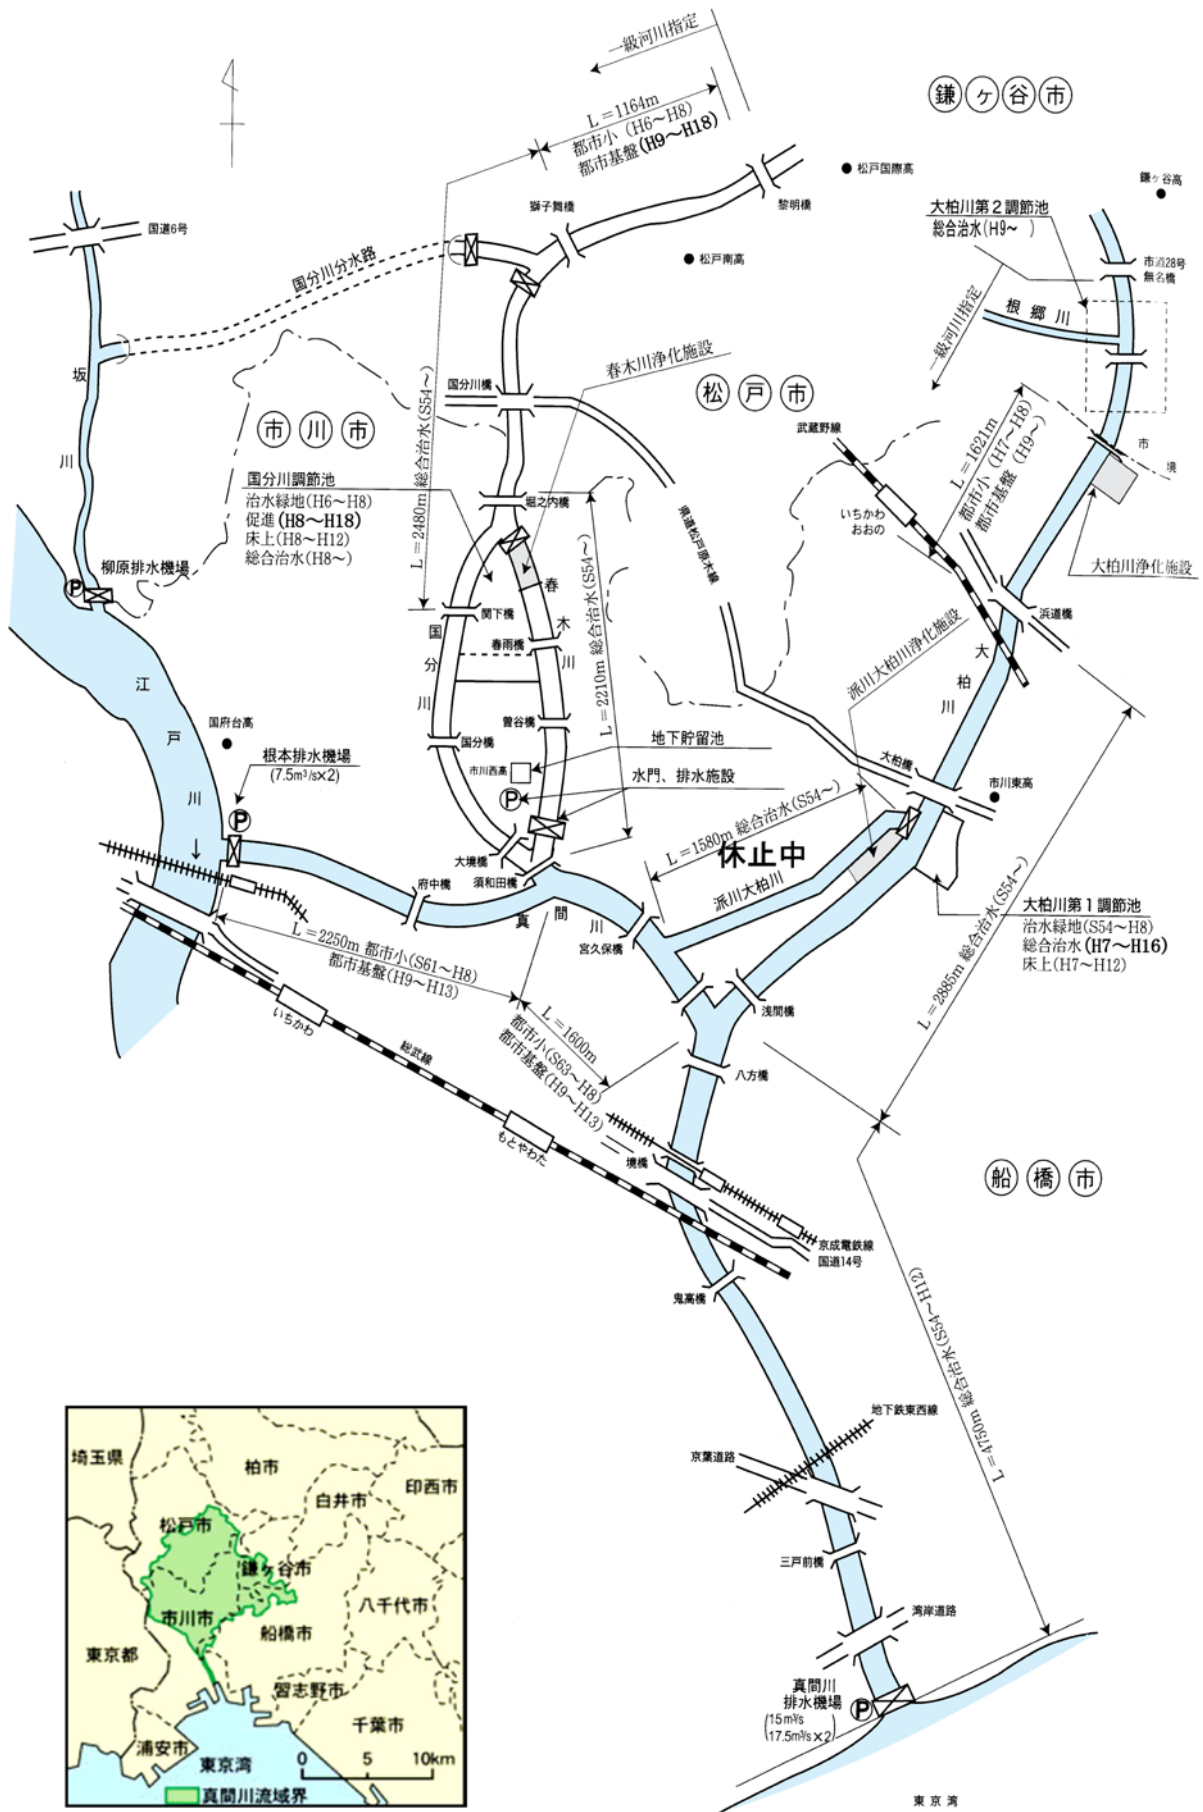 一級河川指定
L=1164m
都市小(H6〜H8)
都市基盤(H9〜H18)
鎌ヶ谷市
松戸国際高
鎌ヶ谷高
黎明橋
獅子舞橋
大柏川第2調節池
総合治水(H9〜 )
国道6号
松戸南高
市道28号
無名橋
国分川分水路
一級河川指定
根郷川
春木川浄化施設
坂川
国分川橋
松戸市
市川市
武蔵野線
L=1621m
都市小(H7〜H8)
都市基盤(H9〜)
市境
L=2480m 総合治水(S54〜)
国分川調節池
治水緑地(H6〜H8)
促進(H8〜H18)
床上(H8〜H12)
総合治水(H8〜)
堀之内橋
いちかわ
おおの
県道松戸原木線
柳原排水機場
P
大柏川浄化施設
関下橋
春木川
国分川
春雨橋
L=2210m 総合治水(S54〜)
浜道橋
派川大柏川浄化施設
大柏川
江戸川
国府台高
曽谷橋
国分橋
根本排水機場
(7.5m³/s×2)
地下貯留池
市川西高
水門、排水施設
大柏橋
市川東高
P
P
L=1580m 総合治水(S54〜)
休止中
大境橋
須和田橋
府中橋
派川大柏川
真間川
宮久保橋
大柏川第1調節池
治水緑地(S54〜H8)
総合治水(H7〜H16)
床上(H7〜H12)
L=2885m 総合治水(S54〜)
L=2250m 都市小(S61〜H8)
都市基盤(H9〜H13)
いちかわ
総武線
L=1600m
都市小(S63〜H8)
都市基盤(H9〜H13)
浅間橋
八方橋
もとやわた
境橋
船橋市
京成電鉄線
国道14号
鬼高橋
L=4750m 総合治水(S54〜H12)
地下鉄東西線
京葉道路
三戸前橋
湾岸道路
真間川
排水機場
P
(15m³/s
17.5m³/s×2)
東京湾
埼玉県
柏市
印西市
白井市
松戸市
鎌ヶ谷市
市川市
八千代市
船橋市
東京都
習志野市
千葉市
浦安市
東京湾
0 5 10km
真間川流域界